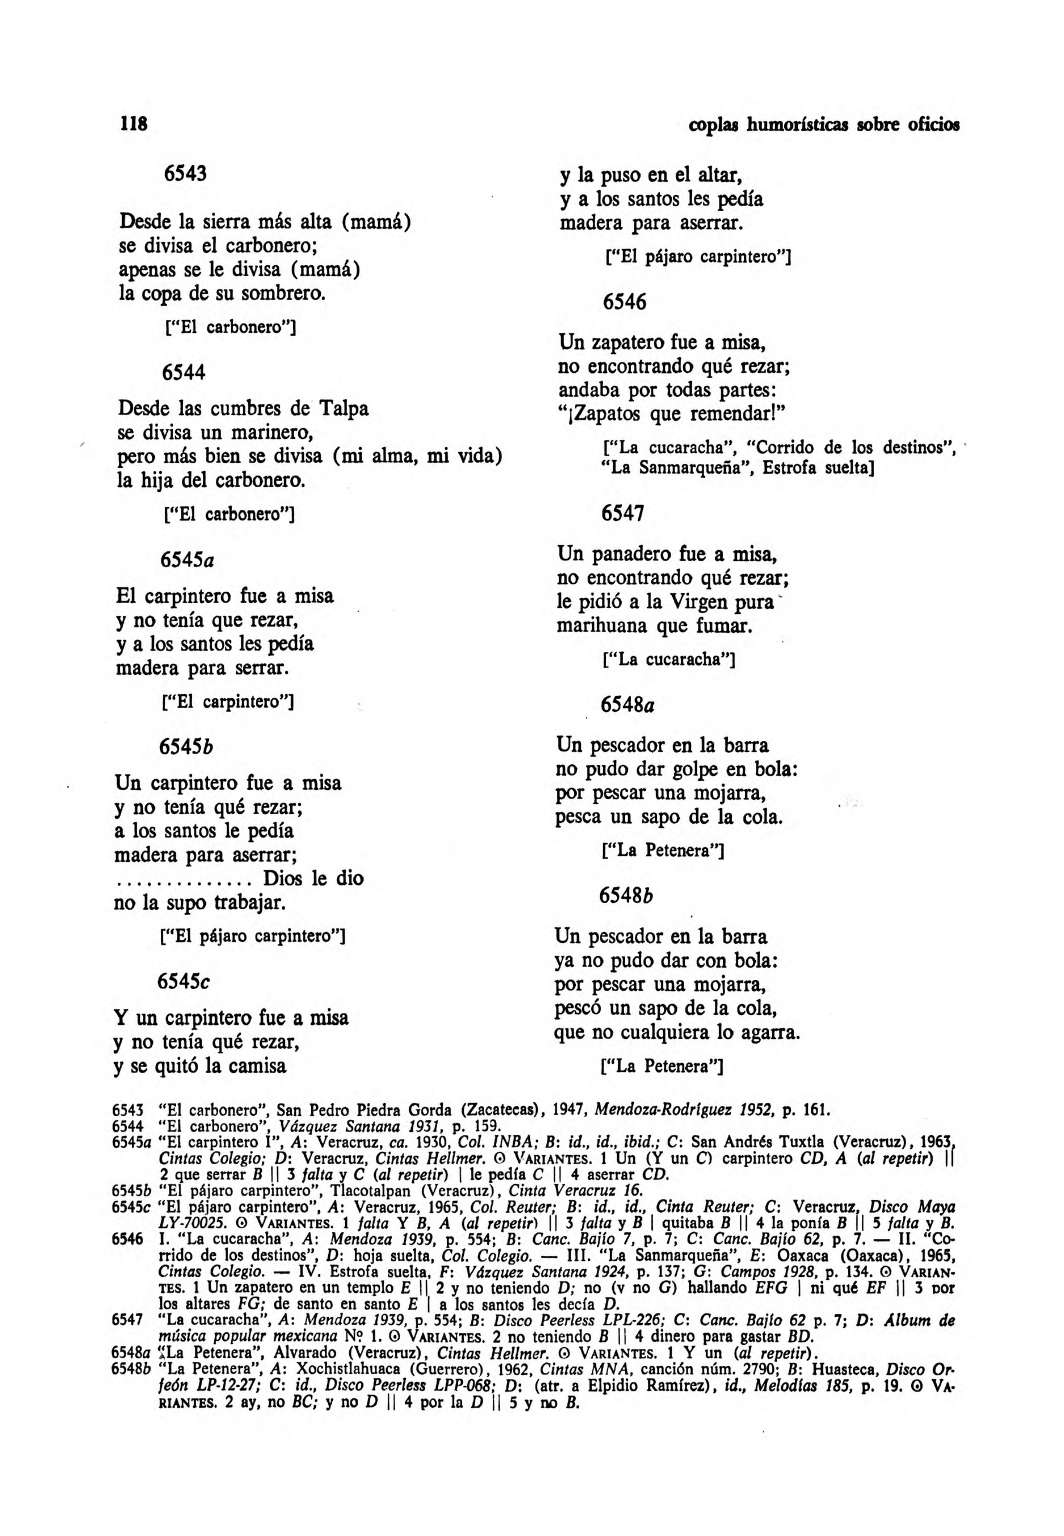 118
coplas humorísticas sobre oficios
6543
Desde la sierra más alta (mamá)
se divisa el carbonero;
apenas se le divisa (mamá)
la copa de su sombrero.
["El carbonero"]
6544
Desde las cumbres de Talpa
se divisa un marinero,
pero más bien se divisa (mi alma, mi vida)
la hija del carbonero.
["El carbonero"]
6545a
El carpintero fue a misa
y no tenía que rezar,
y a los santos les pedía
madera para serrar.
["El carpintero"]
6545b
Un carpintero fue a misa
y no tenía qué rezar;
a los santos le pedía
madera para aserrar;
.............. Dios le dio
no la supo trabajar.
["El pájaro carpintero"]
6545c
Y un carpintero fue a misa
y no tenía qué rezar,
y se quitó la camisa
y la puso en el altar,
y a los santos les pedía
madera para aserrar.
["El pájaro carpintero"]
6546
Un zapatero fue a misa,
no encontrando qué rezar;
andaba por todas partes:
"¡Zapatos que remendar!"
["La cucaracha", "Corrido de los destinos",
"La Sanmarqueña", Estrofa suelta]
6547
Un panadero fue a misa,
no encontrando qué rezar;
le pidió a la Virgen pura
marihuana que fumar.
["La cucaracha"]
6548a
Un pescador en la barra
no pudo dar golpe en bola:
por pescar una mojarra,
pesca un sapo de la cola.
["La Petenera"]
6548b
Un pescador en la barra
ya no pudo dar con bola:
por pescar una mojarra,
pescó un sapo de la cola,
que no cualquiera lo agarra.
["La Petenera"]
6543 "El carbonero", San Pedro Piedra Gorda (Zacatecas), 1947, Mendoza-Rodríguez 1952, p. 161.
6544 "El carbonero", Vázquez Santana 1931, p. 159.
6545a "El carpintero I", A: Veracruz, ca. 1930, Col. INBA; B: id., id., ibid.; C: San Andrés Tuxtla (Veracruz), 1963,
Cintas Colegio; D: Veracruz, Cintas Hellmer. ⊙ VARIANTES. 1 Un (Y un C) carpintero CD, A (al repetir) ||
2 que serrar B || 3 falta y C (al repetir) | le pedía C || 4 aserrar CD.
6545b "El pájaro carpintero", Tlacotalpan (Veracruz), Cinta Veracruz 16.
6545c "El pájaro carpintero", A: Veracruz, 1965, Col. Reuter; B: id., id., Cinta Reuter; C: Veracruz, Disco Maya
LY-70025. ⊙ VARIANTES. 1 falta Y B, A (al repetir) || 3 falta y B | quitaba B || 4 la ponía B || 5 falta y B.
6546 I. "La cucaracha", A: Mendoza 1939, p. 554; B: Canc. Bajío 7, p. 7; C: Canc. Bajío 62, p. 7. — II. "Co-
rrido de los destinos", D: hoja suelta, Col. Colegio. — III. "La Sanmarqueña", E: Oaxaca (Oaxaca), 1965,
Cintas Colegio. — IV. Estrofa suelta, F: Vázquez Santana 1924, p. 137; G: Campos 1928, p. 134. ⊙ VARIAN-
TES. 1 Un zapatero en un templo E || 2 y no teniendo D; no (y no G) hallando EFG | ni qué EF || 3 por
los altares FG; de santo en santo E | a los santos les decía D.
6547 "La cucaracha", A: Mendoza 1939, p. 554; B: Disco Peerless LPL-226; C: Canc. Bajío 62 p. 7; D: Álbum de
música popular mexicana Nº 1. ⊙ VARIANTES. 2 no teniendo B || 4 dinero para gastar BD.
6548a "La Petenera", Alvarado (Veracruz), Cintas Hellmer. ⊙ VARIANTES. 1 Y un (al repetir).
6548b "La Petenera", A: Xochistlahuaca (Guerrero), 1962, Cintas MNA, canción núm. 2790; B: Huasteca, Disco Or-
feón LP-12-27; C: id., Disco Peerless LPP-068; D: (atr. a Elpidio Ramírez), id., Melodías 185, p. 19. ⊙ VA-
RIANTES. 2 ay, no BC; y no D || 4 por la D || 5 y no B.